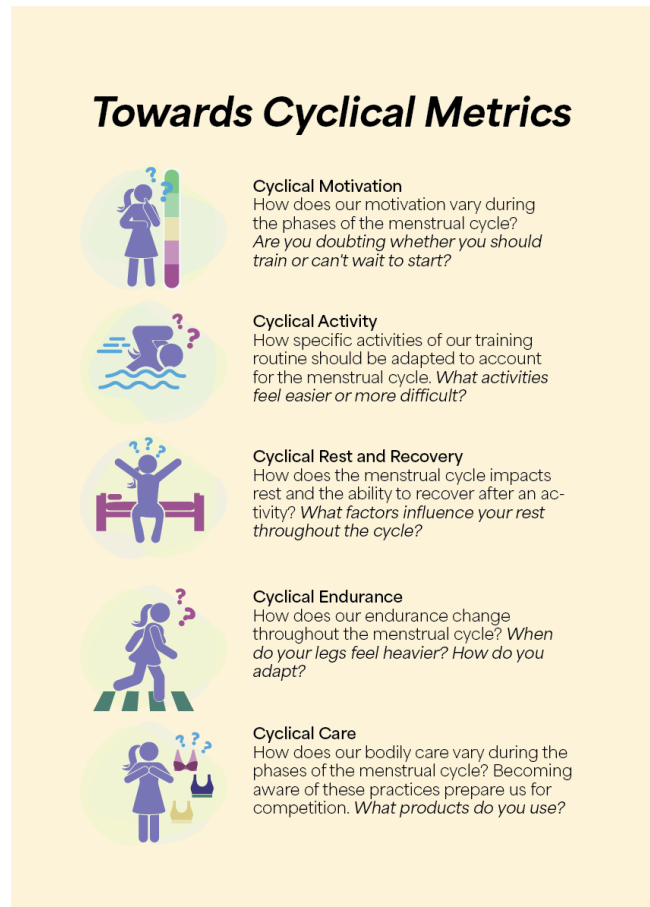 Towards Cyclical Metrics
? ?
Cyclical Motivation
How does our motivation vary during
the phases of the menstrual cycle?
Are you doubting whether you should
train or can't wait to start?
? ?
Cyclical Activity
How specific activities of our training
routine should be adapted to account
for the menstrual cycle. What activities
feel easier or more difficult?
? ? ?
Cyclical Rest and Recovery
How does the menstrual cycle impacts
rest and the ability to recover after an ac-
tivity? What factors influence your rest
throughout the cycle?
? ?
Cyclical Endurance
How does our endurance change
throughout the menstrual cycle? When
do your legs feel heavier? How do you
adapt?
? ? ?
Cyclical Care
How does our bodily care vary during the
phases of the menstrual cycle? Becoming
aware of these practices prepare us for
competition. What products do you use?